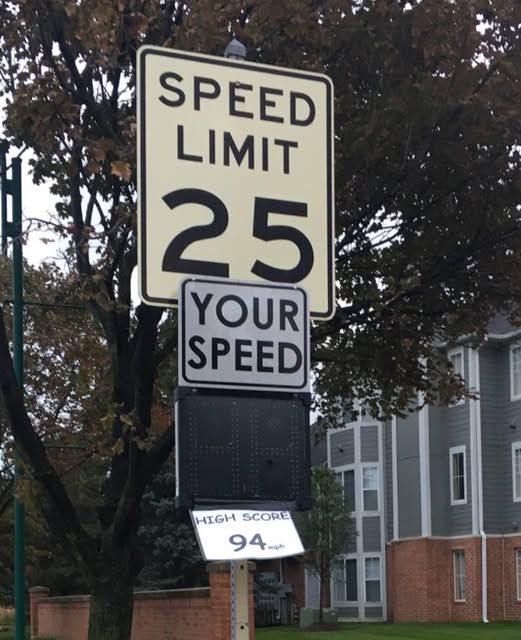 SPEED
LIMIT
25
YOUR
SPEED
HIGH SCORE
94 mph